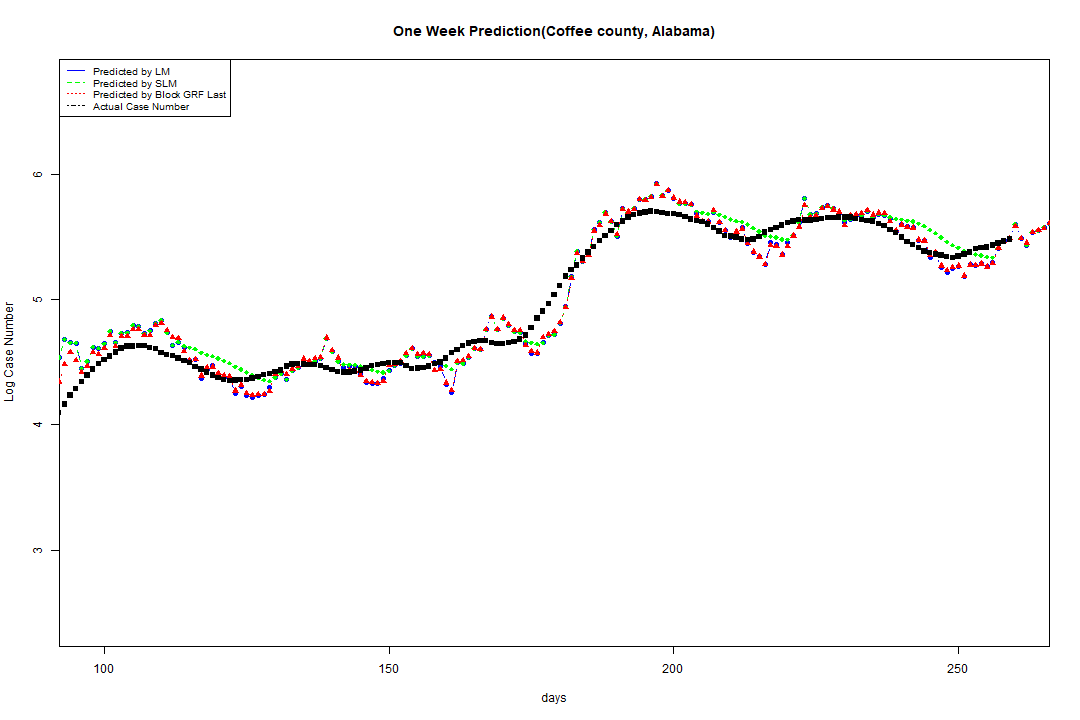 One Week Prediction(Coffee county, Alabama)
Predicted by LM
Predicted by SLM
Predicted by Block GRF Last
Actual Case Number
6
5
4
3
Log Case Number
100
150
200
250
days